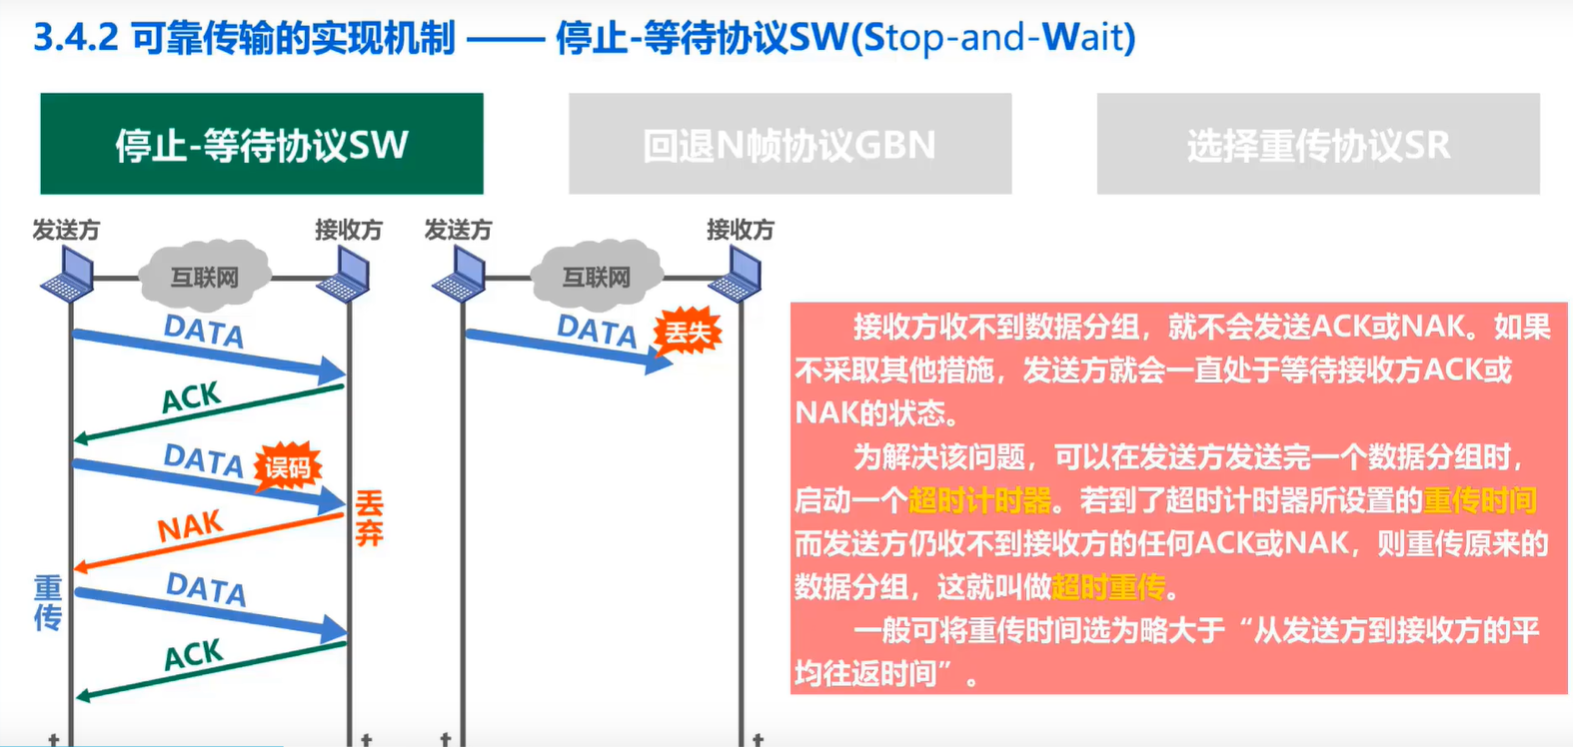 3.4.2 可靠传输的实现机制 —— 停止-等待协议SW(Stop-and-Wait)
停止-等待协议SW
回退N帧协议GBN
选择重传协议SR
发送方
接收方
互联网
DATA
ACK
DATA
误码
丢弃
NAK
重传
DATA
ACK
t
t
发送方
接收方
互联网
DATA
丢失
t
t
接收方收不到数据分组，就不会发送ACK或NAK。如果
不采取其他措施，发送方就会一直处于等待接收方ACK或
NAK的状态。
为解决该问题，可以在发送方发送完一个数据分组时，
启动一个超时计时器。若到了超时计时器所设置的重传时间
而发送方仍收不到接收方的任何ACK或NAK，则重传原来的
数据分组，这就叫做超时重传。
一般可将重传时间选为略大于“从发送方到接收方的平
均往返时间”。